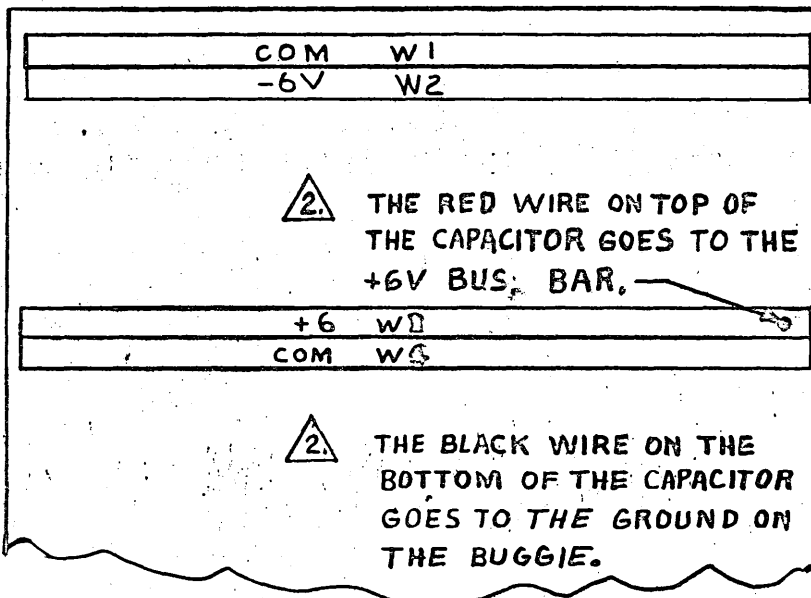 COM W1
-6V W2
2. THE RED WIRE ON TOP OF
THE CAPACITOR GOES TO THE
+6V BUS BAR.
+6
COM
2. THE BLACK WIRE ON THE
BOTTOM OF THE CAPACITOR
GOES TO THE GROUND ON
THE BUGGIE.